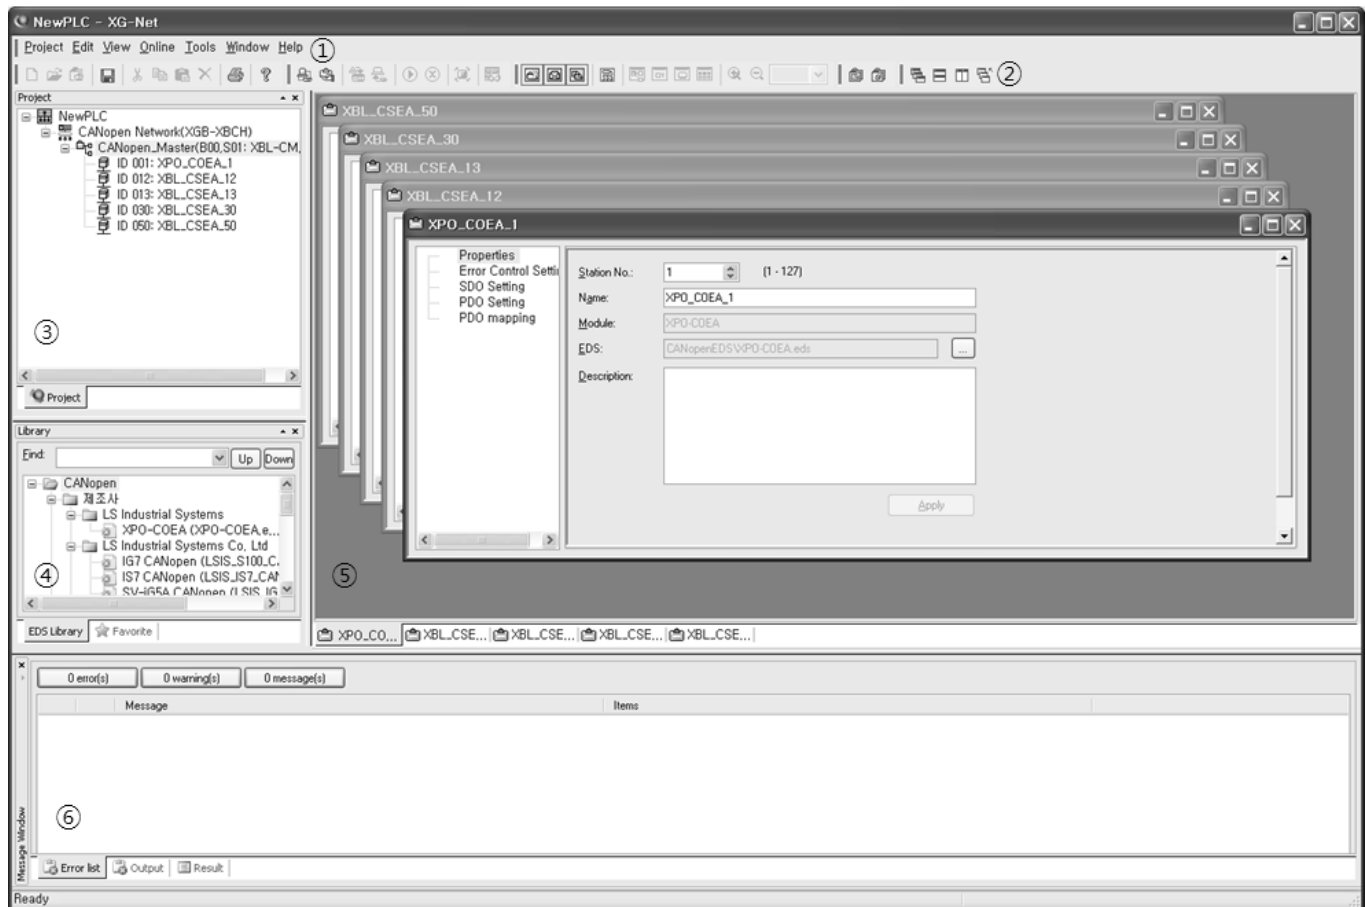 NewPLC - XG-Net
Project Edit View Online Tools Window Help ①
②
Project
NewPLC
CANopen Network(XGB-XBCH)
CANopen_Master(B00,S01: XBL-CM,
ID 001: XPO_COEA_1
ID 012: XBL_CSEA_12
ID 013: XBL_CSEA_13
ID 030: XBL_CSEA_30
ID 050: XBL_CSEA_50
③
Project
Library
Find: Up Down
CANopen
제조사
LS Industrial Systems
XPO-COEA (XPO-COEA.e...
LS Industrial Systems Co, Ltd
IG7 CANopen (LSIS_S100_C.
IS7 CANopen (LSIS_IS7_CAN
SV-iG5A CANopen (LSIS_IG
④
EDS Library Favorite
XBL_CSEA_50
XBL_CSEA_30
XBL_CSEA_13
XBL_CSEA_12
XPO_COEA_1
Properties
Error Control Settin
SDO Setting
PDO Setting
PDO mapping
Station No.: 1 (1 - 127)
Name: XPO_COEA_1
Module: XPO-COEA
EDS: CANopenEDS\XPO-COEA.eds ...
Description:
Apply
⑤
XPO_CO... XBL_CSE... XBL_CSE... XBL_CSE... XBL_CSE...
0 error(s) 0 warning(s) 0 message(s)
Message Items
⑥
Message Window
Error list Output Result
Ready